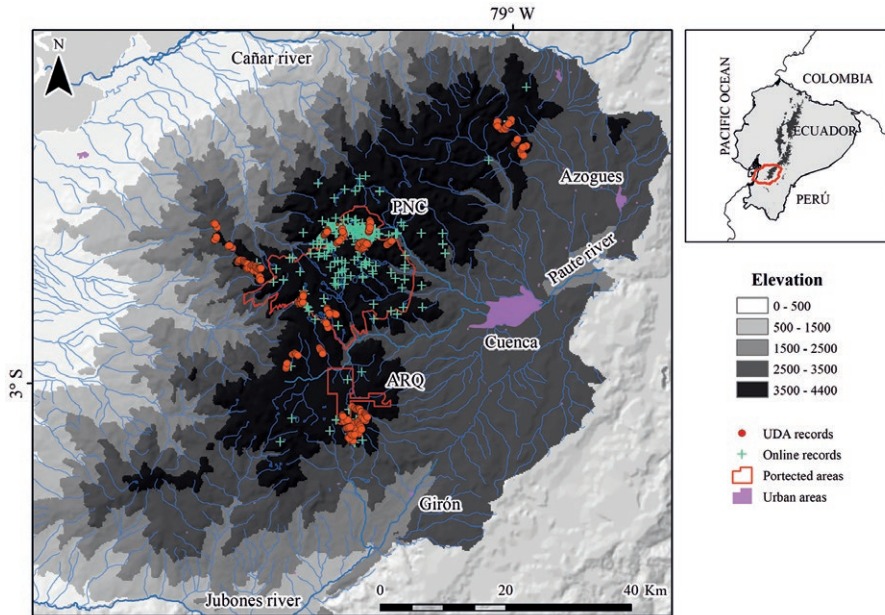 79° W
N
Cañar river
PNC
Azogues
Paute river
Cuenca
3° S
ARQ
Girón
Jubones river
0 20 40 Km
COLOMBIA
PACIFIC OCEAN
ECUADOR
PERÚ
Elevation
0 - 500
500 - 1500
1500 - 2500
2500 - 3500
3500 - 4400
UDA records
Online records
Portected areas
Urban areas